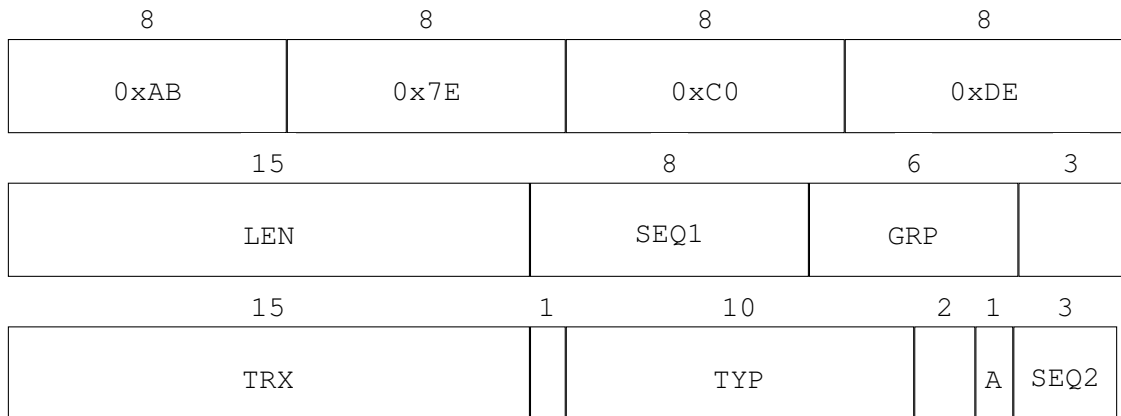 8 8 8 8
0xAB 0x7E 0xC0 0xDE
15 8 6 3
LEN SEQ1 GRP
15 1 10 2 1 3
TRX TYP A SEQ2